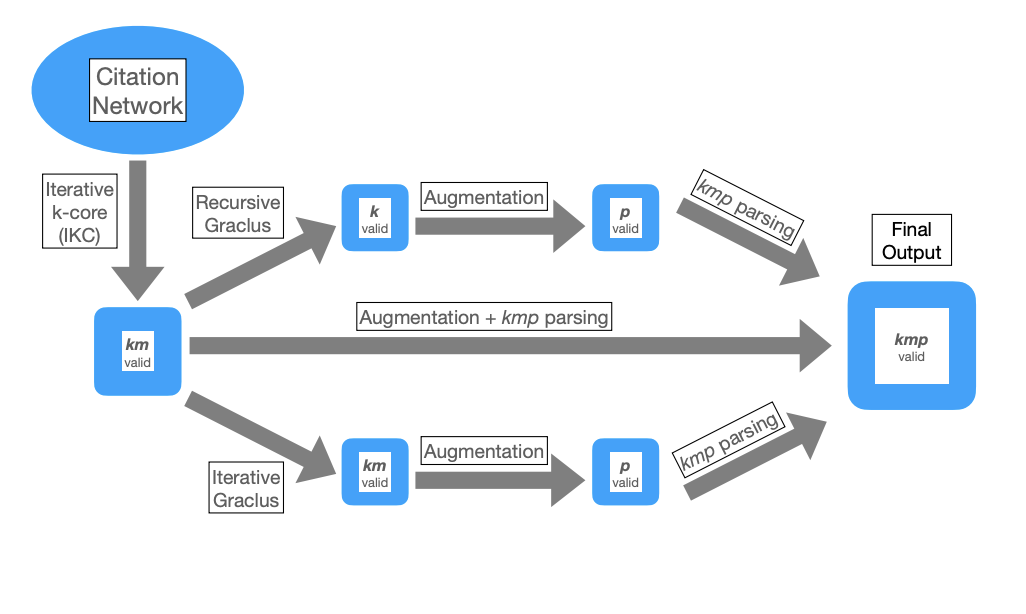 Citation
Network
Iterative
k-core
(IKC)
Recursive
Graclus
k
valid
Augmentation
p
valid
kmp parsing
Final
Output
km
valid
Augmentation + kmp parsing
kmp
valid
Iterative
Graclus
km
valid
Augmentation
p
valid
kmp parsing